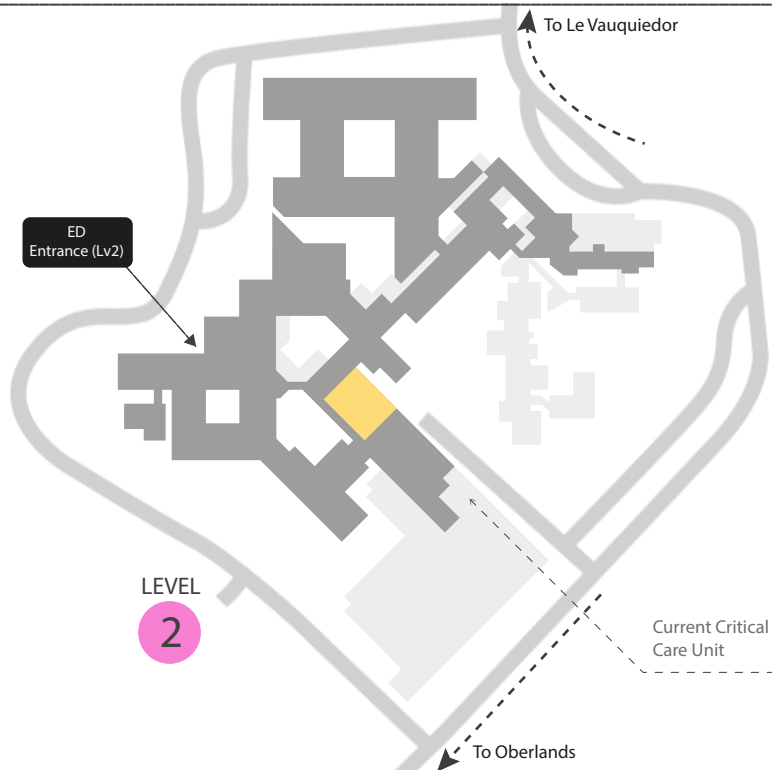 To Le Vauquiedor
ED
Entrance (Lv2)
LEVEL
2
Current Critical
Care Unit
To Oberlands